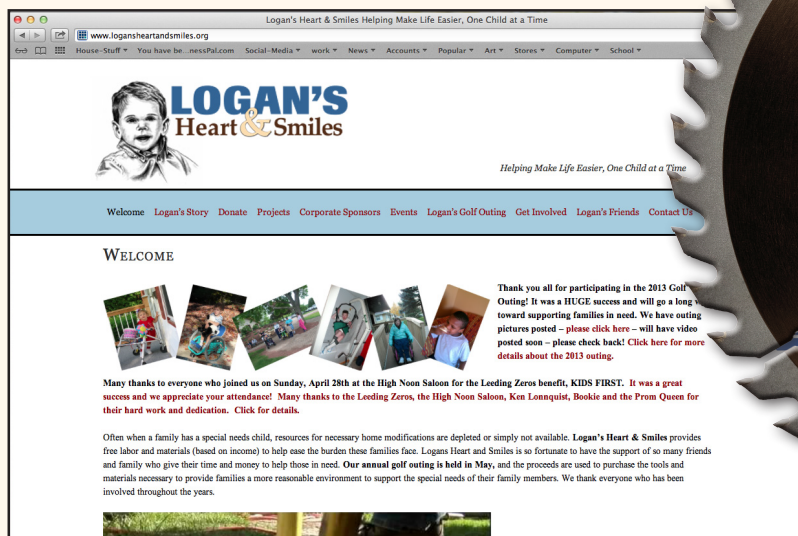 Logan's Heart & Smiles Helping Make Life Easier, One Child at a Time
www.logansheartandsmiles.org
House-Stuff You have be...nessPal.com Social-Media work News Accounts Popular Art Stores Computer School
LOGAN'S
Heart & Smiles
Helping Make Life Easier, One Child at a Time
Welcome Logan's Story Donate Projects Corporate Sponsors Events Logan's Golf Outing Get Involved Logan's Friends Contact Us
WELCOME
Thank you all for participating in the 2013 Golf
Outing! It was a HUGE success and will go a long
toward supporting families in need. We have outing
pictures posted – please click here – will have video
posted soon – please check back! Click here for more
details about the 2013 outing.
Many thanks to everyone who joined us on Sunday, April 28th at the High Noon Saloon for the Leeding Zeros benefit, KIDS FIRST. It was a great
success and we appreciate your attendance! Many thanks to the Leeding Zeros, the High Noon Saloon, Ken Lonnquist, Bookie and the Prom Queen for
their hard work and dedication. Click for details.
Often when a family has a special needs child, resources for necessary home modifications are depleted or simply not available. Logan's Heart & Smiles provides
free labor and materials (based on income) to help ease the burden these families face. Logans Heart and Smiles is so fortunate to have the support of so many friends
and family who give their time and money to help those in need. Our annual golf outing is held in May, and the proceeds are used to purchase the tools and
materials necessary to provide families a more reasonable environment to support the special needs of their family members. We thank everyone who has been
involved throughout the years.